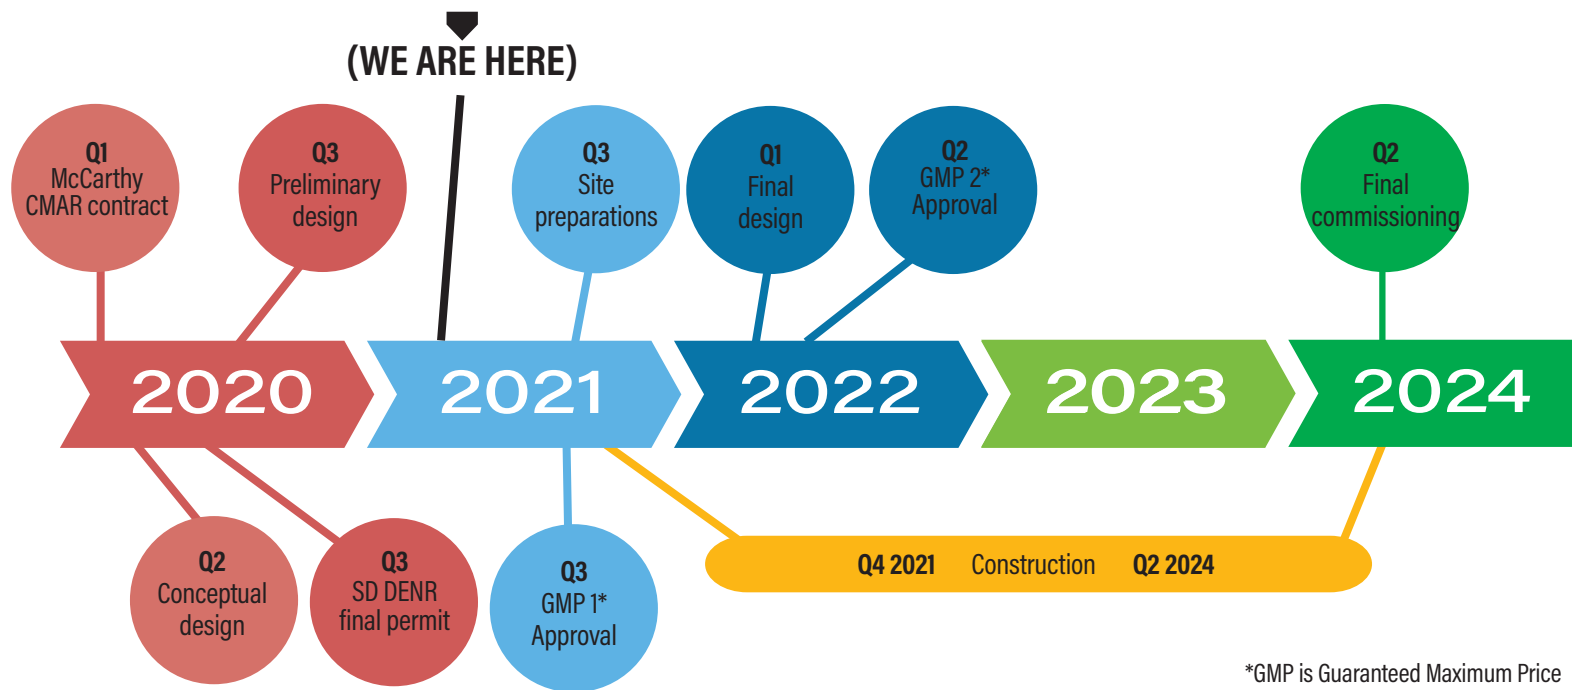 (WE ARE HERE)
Q1
McCarthy
CMAR contract
Q3
Preliminary
design
Q3
Site
preparations
Q1
Final
design
Q2
GMP 2*
Approval
Q2
Final
commissioning
2020
2021
2022
2023
2024
Q2
Conceptual
design
Q3
SD DENR
final permit
Q3
GMP 1*
Approval
Q4 2021 Construction Q2 2024
*GMP is Guaranteed Maximum Price